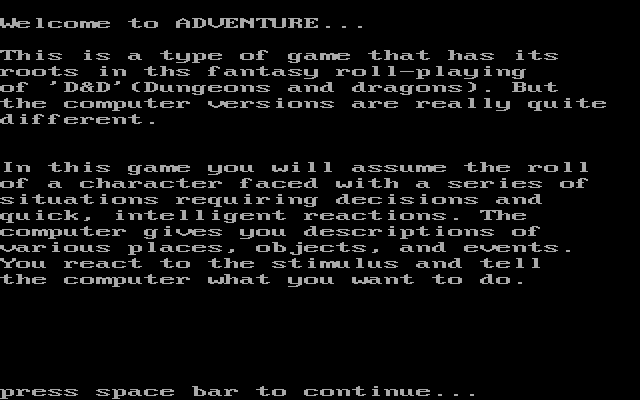 Welcome to ADVENTURE...
This is a type of game that has its
roots in ths fantasy roll-playing
of 'D&D'(Dungeons and dragons). But
the computer versions are really quite
different.
In this game you will assume the roll
of a character faced with a series of
situations requiring decisions and
quick, intelligent reactions. The
computer gives you descriptions of
various places, objects, and events.
You react to the stimulus and tell
the computer what you want to do.
press space bar to continue...